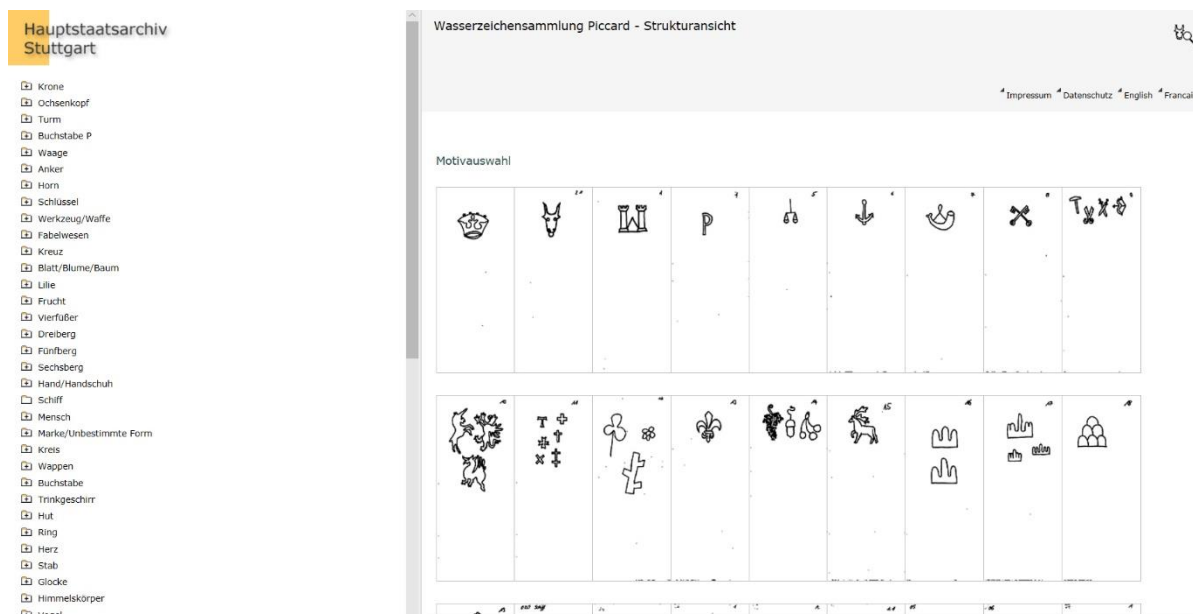 Hauptstaatsarchiv
Stuttgart
Krone
Ochsenkopf
Turm
Buchstabe P
Waage
Anker
Horn
Schlüssel
Werkzeug/Waffe
Fabelwesen
Kreuz
Blatt/Blume/Baum
Lilie
Frucht
Vierfüßer
Dreiberg
Fünfberg
Sechsberg
Hand/Handschuh
Schiff
Mensch
Marke/Unbestimmte Form
Kreis
Wappen
Buchstabe
Trinkgeschirr
Hut
Ring
Herz
Stab
Glocke
Himmelskörper
Wasserzeichensammlung Piccard - Strukturansicht
Impressum Datenschutz English Francai
Motivauswahl
P